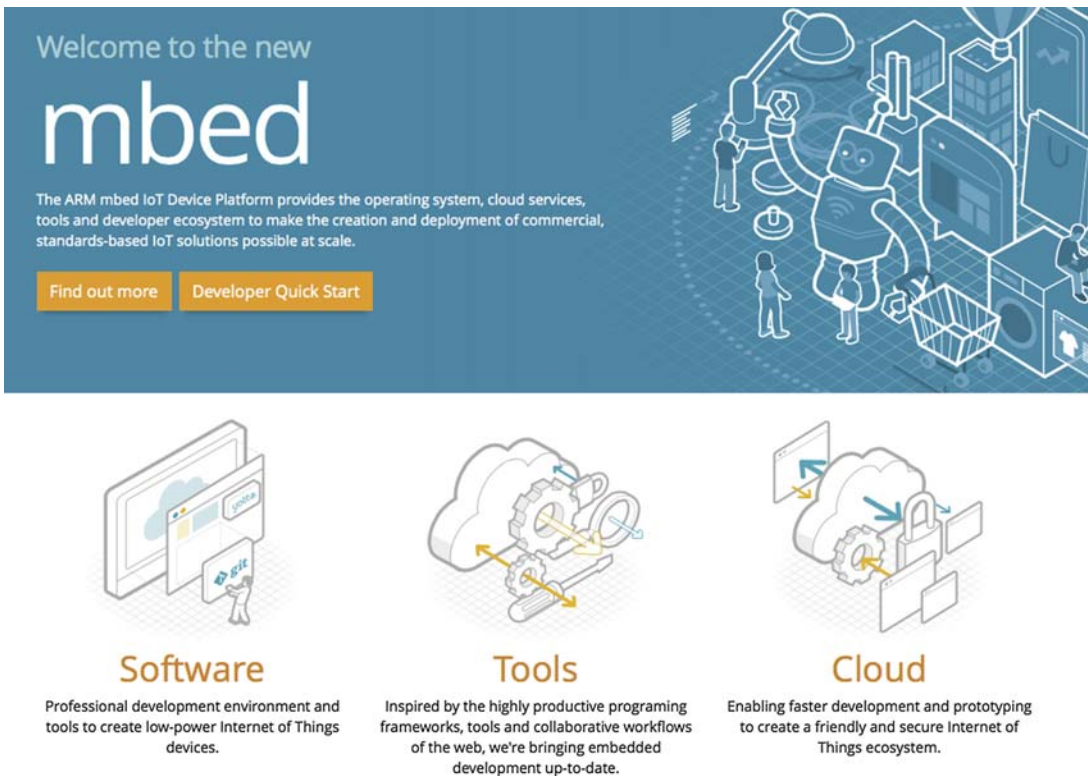 Welcome to the new
mbed
The ARM mbed IoT Device Platform provides the operating system, cloud services,
tools and developer ecosystem to make the creation and deployment of commercial,
standards-based IoT solutions possible at scale.
Find out more
Developer Quick Start
yotta
git
Software
Professional development environment and
tools to create low-power Internet of Things
devices.
Tools
Inspired by the highly productive programing
frameworks, tools and collaborative workflows
of the web, we're bringing embedded
development up-to-date.
Cloud
Enabling faster development and prototyping
to create a friendly and secure Internet of
Things ecosystem.